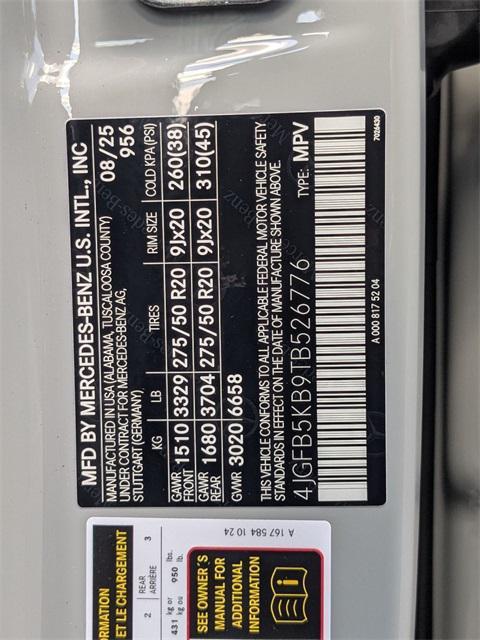 MFD BY MERCEDES-BENZ U.S. INTL., INC
MANUFACTURED IN USA (ALABAMA, TUSCALOOSA COUNTY) 08/25
UNDER CONTRACT FOR MERCEDES-BENZ AG,
STUTTGART (GERMANY) 956
KG LB TIRES RIM SIZE COLD KPA (PSI)
GAWR: FRONT 1510 3329 275/50 R20 9Jx20 260(38)
GAWR: REAR 1680 3704 275/50 R20 9Jx20 310(45)
GVWR: 3020 6658
THIS VEHICLE CONFORMS TO ALL APPLICABLE FEDERAL MOTOR VEHICLE SAFETY
STANDARDS IN EFFECT ON THE DATE OF MANUFACTURE SHOWN ABOVE.
4JGFB5KB9TB526776 TYPE: MPV
A 000 817 52 04 7026430
A 167 584 10 24
ORMATION
ET LE CHARGEMENT
2 REAR ARRIÈRE 3
431 kg or kg ou 950 lbs. lb.
SEE OWNER'S
MANUAL FOR
ADDITIONAL
INFORMATION